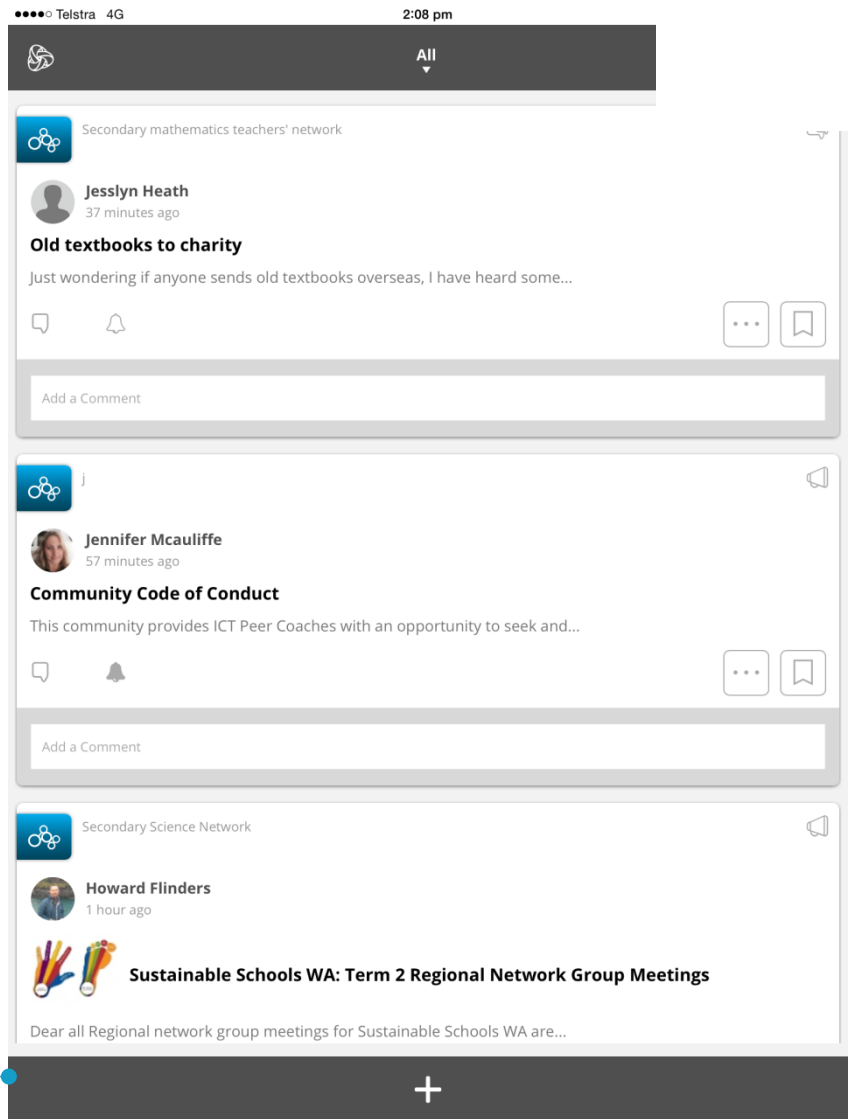 Telstra 4G
2:08 pm
All
Secondary mathematics teachers' network
Jesslyn Heath
37 minutes ago
Old textbooks to charity
Just wondering if anyone sends old textbooks overseas, I have heard some...
Add a Comment
j
Jennifer Mcauliffe
57 minutes ago
Community Code of Conduct
This community provides ICT Peer Coaches with an opportunity to seek and...
Add a Comment
Secondary Science Network
Howard Flinders
1 hour ago
Sustainable Schools WA: Term 2 Regional Network Group Meetings
Dear all Regional network group meetings for Sustainable Schools WA are...